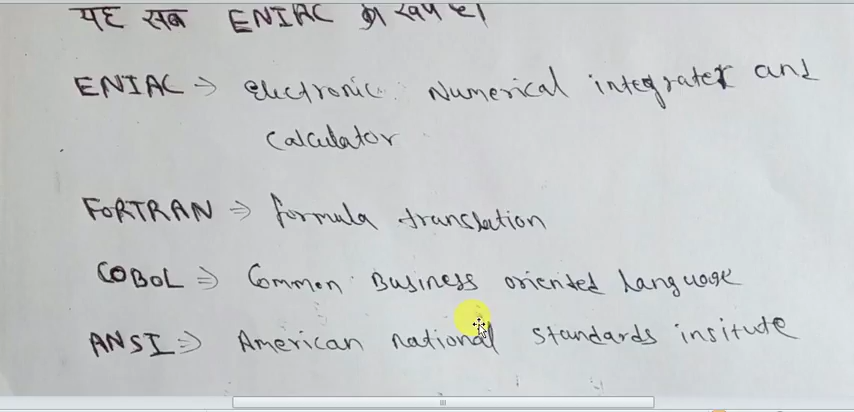 यह सब ENIAC का रूप है।
ENIAC → Electronic Numerical integrater and
Calculator
FORTRAN ⇒ formula translation
COBOL ⇒ Common Business oriented language
ANSI ⇒ American national standards insitute